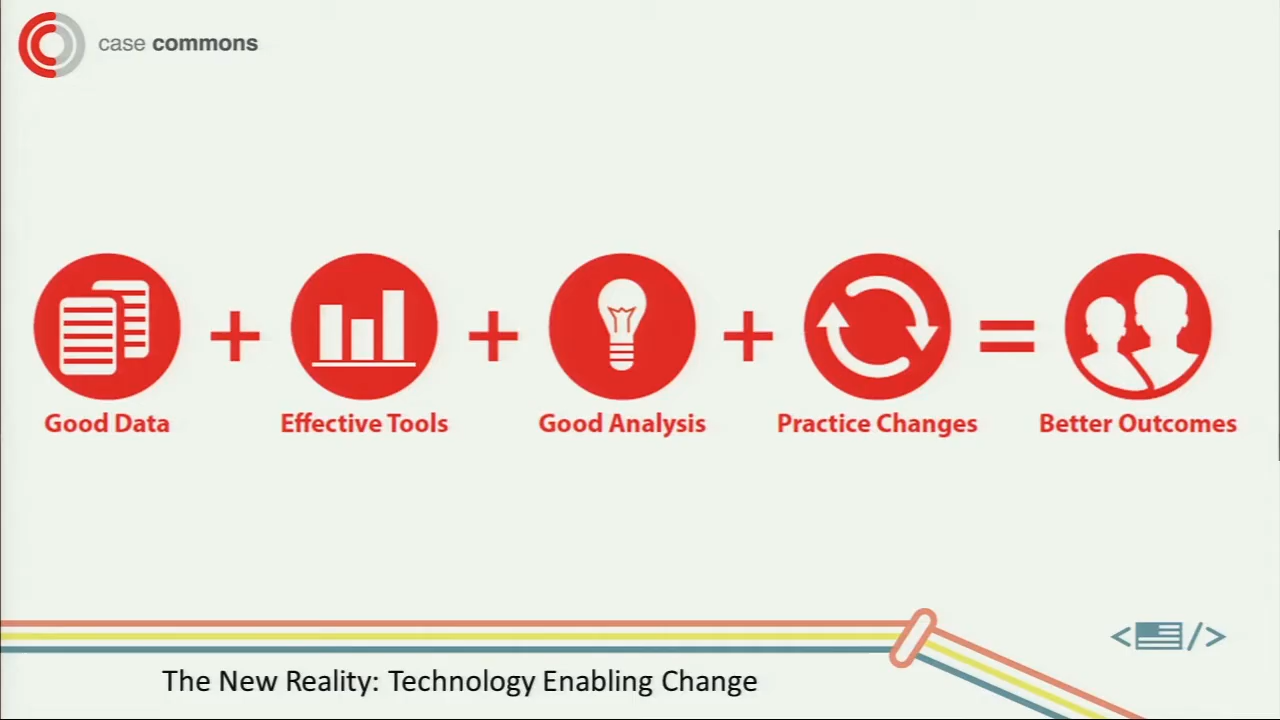 case commons
+ + + =
Good Data Effective Tools Good Analysis Practice Changes Better Outcomes
< />
The New Reality: Technology Enabling Change